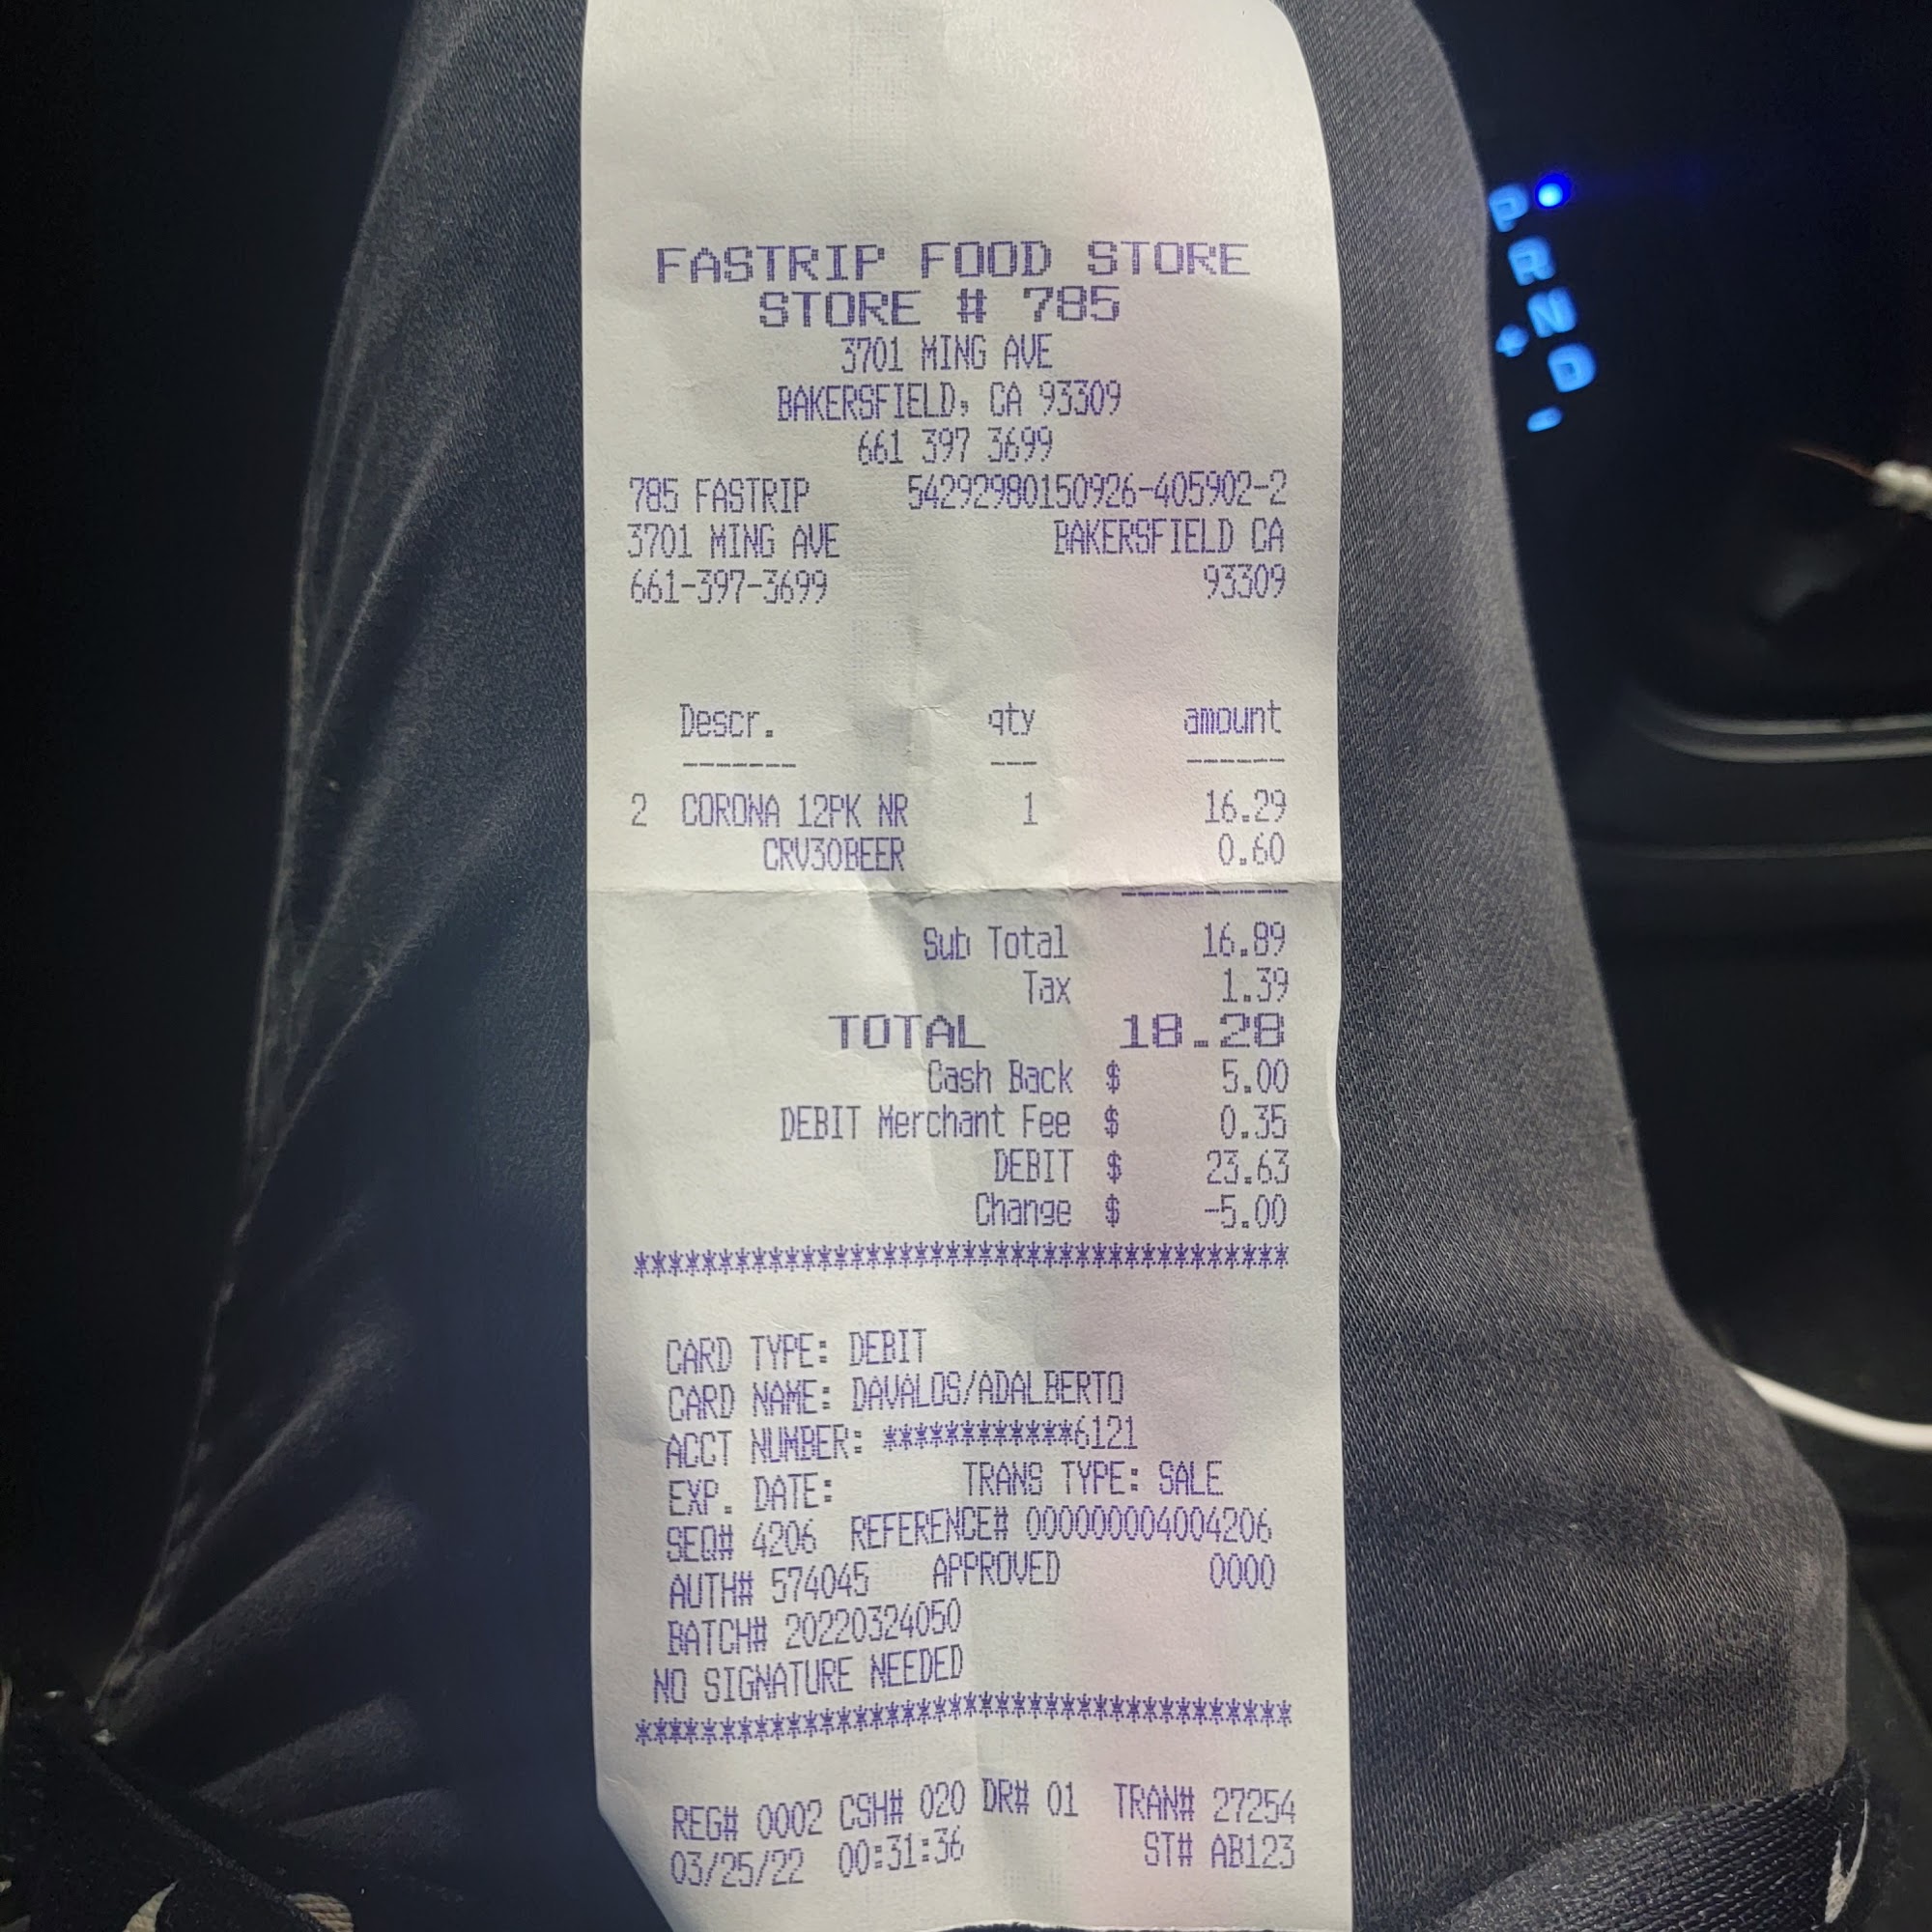 FASTRIP FOOD STORE
STORE # 785
3701 MING AVE
BAKERSFIELD, CA 93309
661 397 3699
785 FASTRIP 54292980150926-405902-2
3701 MING AVE BAKERSFIELD CA
661-397-3699 93309
Descr. qty amount
2 CORONA 12PK NR 1 16.29
CRV30BEER 0.60
Sub Total 16.89
Tax 1.39
TOTAL 18.28
Cash Back $ 5.00
DEBIT Merchant Fee $ 0.35
DEBIT $ 23.63
Change $ -5.00
****************************************
CARD TYPE: DEBIT
CARD NAME: DAVALOS/ADALBERTO
ACCT NUMBER: ************6121
EXP. DATE: TRANS TYPE: SALE
SEQ# 4206 REFERENCE# 000000004004206
AUTH# 574045 APPROVED 0000
BATCH# 20220324050
NO SIGNATURE NEEDED
****************************************
REG# 0002 CSH# 020 DR# 01 TRAN# 27254
03/25/22 00:31:36 ST# AB123
P
R
N
+ D
-